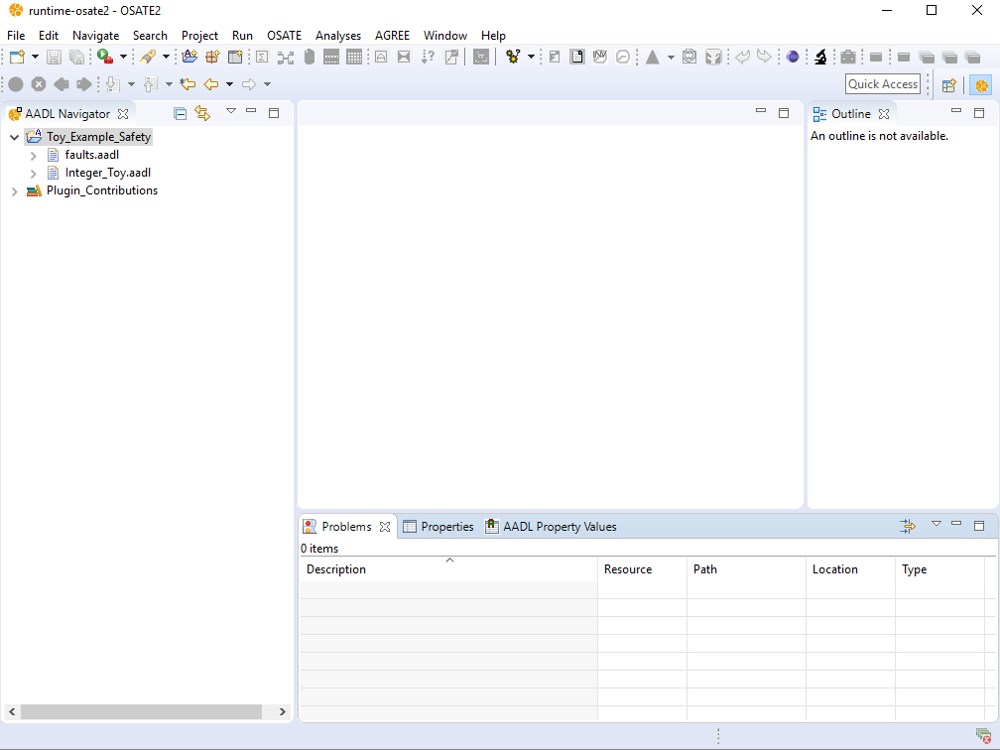 runtime-osate2 - OSATE2
File Edit Navigate Search Project Run OSATE Analyses AGREE Window Help
Quick Access
AADL Navigator
Toy_Example_Safety
faults.aadl
Integer_Toy.aadl
Plugin_Contributions
Outline
An outline is not available.
Problems Properties AADL Property Values
0 items
Description Resource Path Location Type